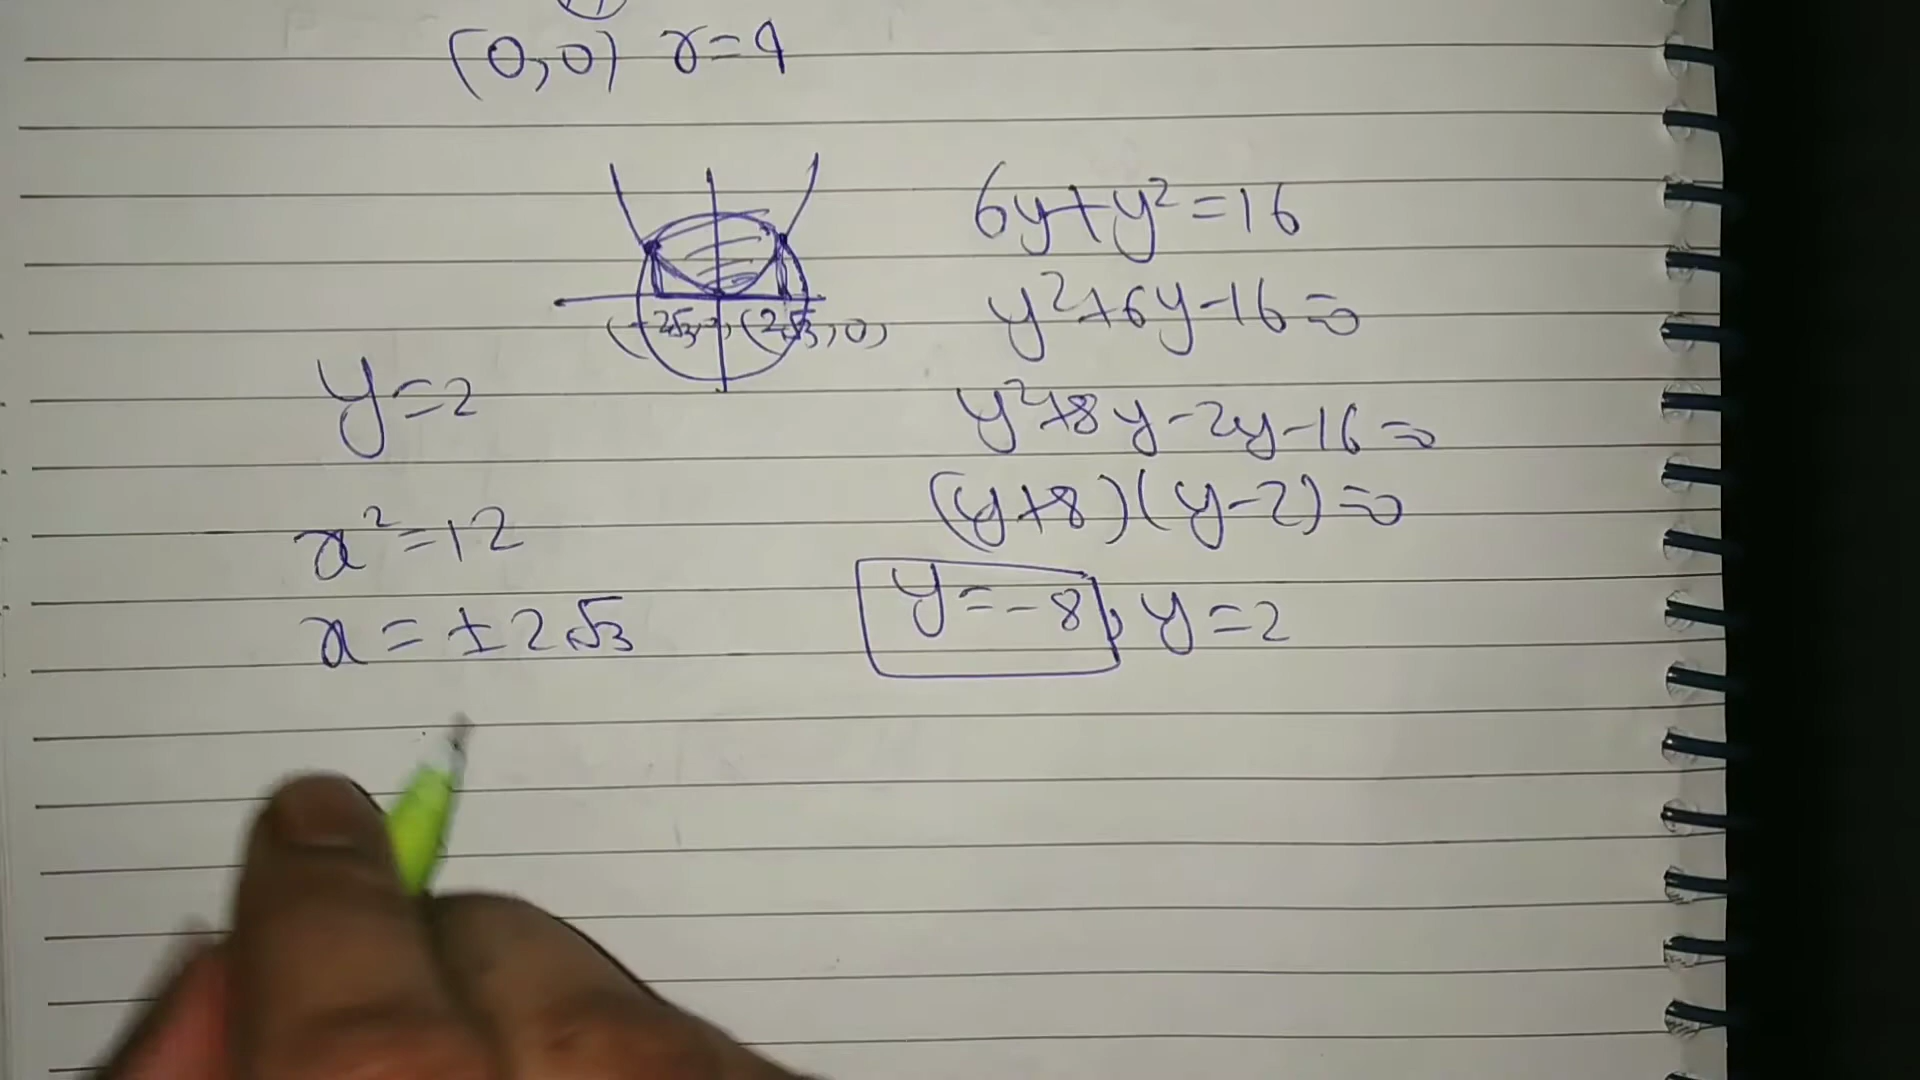 (0,0) r=4
6y+y²=16
y²+6y-16=0
(-2√3, (2√3,0)
y=2
y²+8y-2y-16=0
(y+8)(y-2)=0
x²=12
y=-8, y=2
x=±2√3